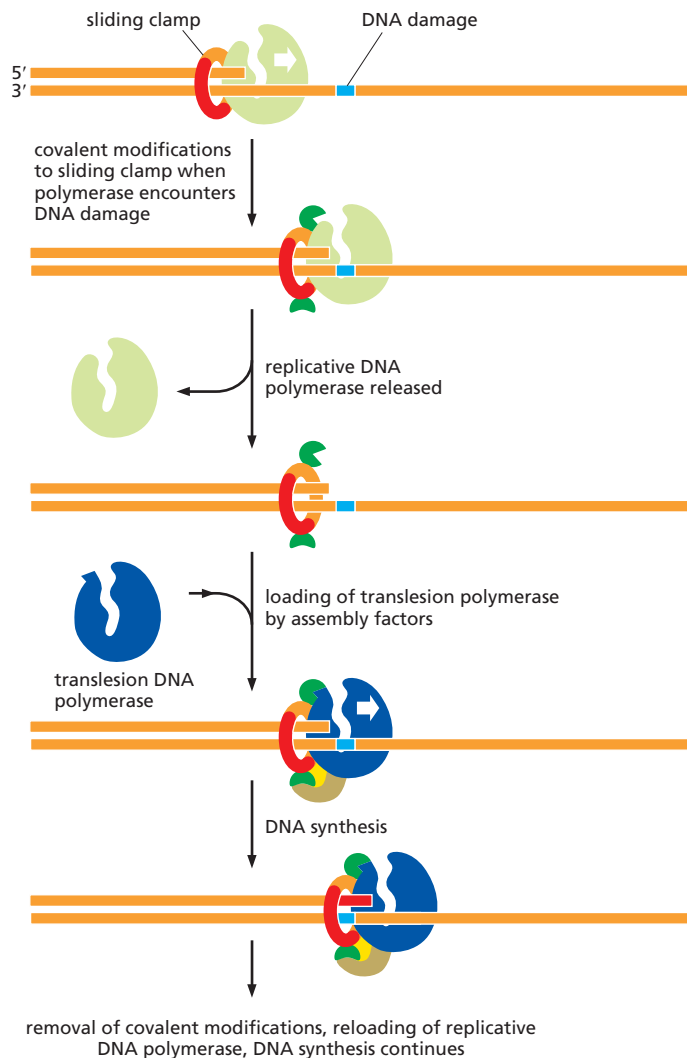 sliding clamp
DNA damage
5′
3′
covalent modifications
to sliding clamp when
polymerase encounters
DNA damage
replicative DNA
polymerase released
loading of translesion polymerase
by assembly factors
translesion DNA
polymerase
DNA synthesis
removal of covalent modifications, reloading of replicative
DNA polymerase, DNA synthesis continues